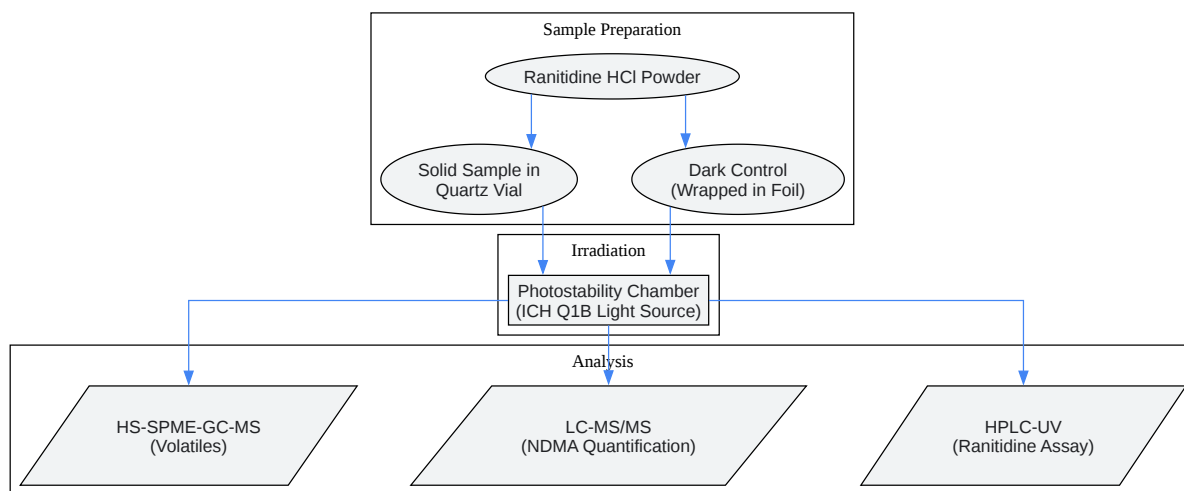 Sample Preparation
Ranitidine HCl Powder
Solid Sample in
Quartz Vial
Dark Control
(Wrapped in Foil)
Irradiation
Photostability Chamber
(ICH Q1B Light Source)
Analysis
HS-SPME-GC-MS
(Volatiles)
LC-MS/MS
(NDMA Quantification)
HPLC-UV
(Ranitidine Assay)